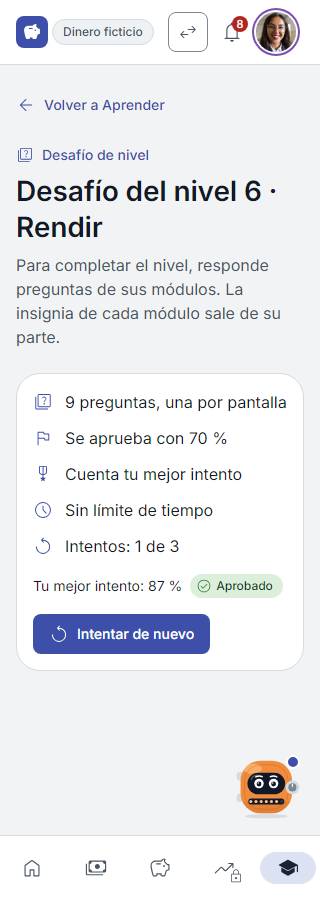 Dinero ficticio
8
Volver a Aprender
Desafío de nivel
Desafío del nivel 6 ·
Rendir
Para completar el nivel, responde
preguntas de sus módulos. La
insignia de cada módulo sale de su
parte.
9 preguntas, una por pantalla
Se aprueba con 70 %
Cuenta tu mejor intento
Sin límite de tiempo
Intentos: 1 de 3
Tu mejor intento: 87 % Aprobado
Intentar de nuevo